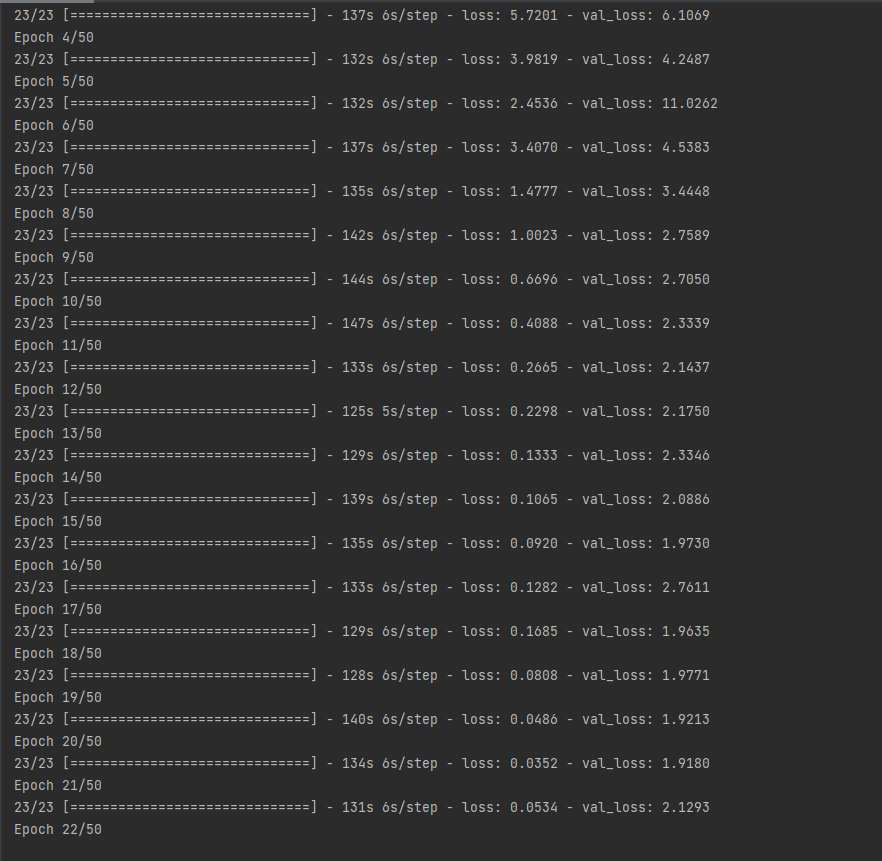 23/23 [==============================] - 137s 6s/step - loss: 5.7201 - val_loss: 6.1069
Epoch 4/50
23/23 [==============================] - 132s 6s/step - loss: 3.9819 - val_loss: 4.2487
Epoch 5/50
23/23 [==============================] - 132s 6s/step - loss: 2.4536 - val_loss: 11.0262
Epoch 6/50
23/23 [==============================] - 137s 6s/step - loss: 3.4070 - val_loss: 4.5383
Epoch 7/50
23/23 [==============================] - 135s 6s/step - loss: 1.4777 - val_loss: 3.4448
Epoch 8/50
23/23 [==============================] - 142s 6s/step - loss: 1.0023 - val_loss: 2.7589
Epoch 9/50
23/23 [==============================] - 144s 6s/step - loss: 0.6696 - val_loss: 2.7050
Epoch 10/50
23/23 [==============================] - 147s 6s/step - loss: 0.4088 - val_loss: 2.3339
Epoch 11/50
23/23 [==============================] - 133s 6s/step - loss: 0.2665 - val_loss: 2.1437
Epoch 12/50
23/23 [==============================] - 125s 5s/step - loss: 0.2298 - val_loss: 2.1750
Epoch 13/50
23/23 [==============================] - 129s 6s/step - loss: 0.1333 - val_loss: 2.3346
Epoch 14/50
23/23 [==============================] - 139s 6s/step - loss: 0.1065 - val_loss: 2.0886
Epoch 15/50
23/23 [==============================] - 135s 6s/step - loss: 0.0920 - val_loss: 1.9730
Epoch 16/50
23/23 [==============================] - 133s 6s/step - loss: 0.1282 - val_loss: 2.7611
Epoch 17/50
23/23 [==============================] - 129s 6s/step - loss: 0.1685 - val_loss: 1.9635
Epoch 18/50
23/23 [==============================] - 128s 6s/step - loss: 0.0808 - val_loss: 1.9771
Epoch 19/50
23/23 [==============================] - 140s 6s/step - loss: 0.0486 - val_loss: 1.9213
Epoch 20/50
23/23 [==============================] - 134s 6s/step - loss: 0.0352 - val_loss: 1.9180
Epoch 21/50
23/23 [==============================] - 131s 6s/step - loss: 0.0534 - val_loss: 2.1293
Epoch 22/50